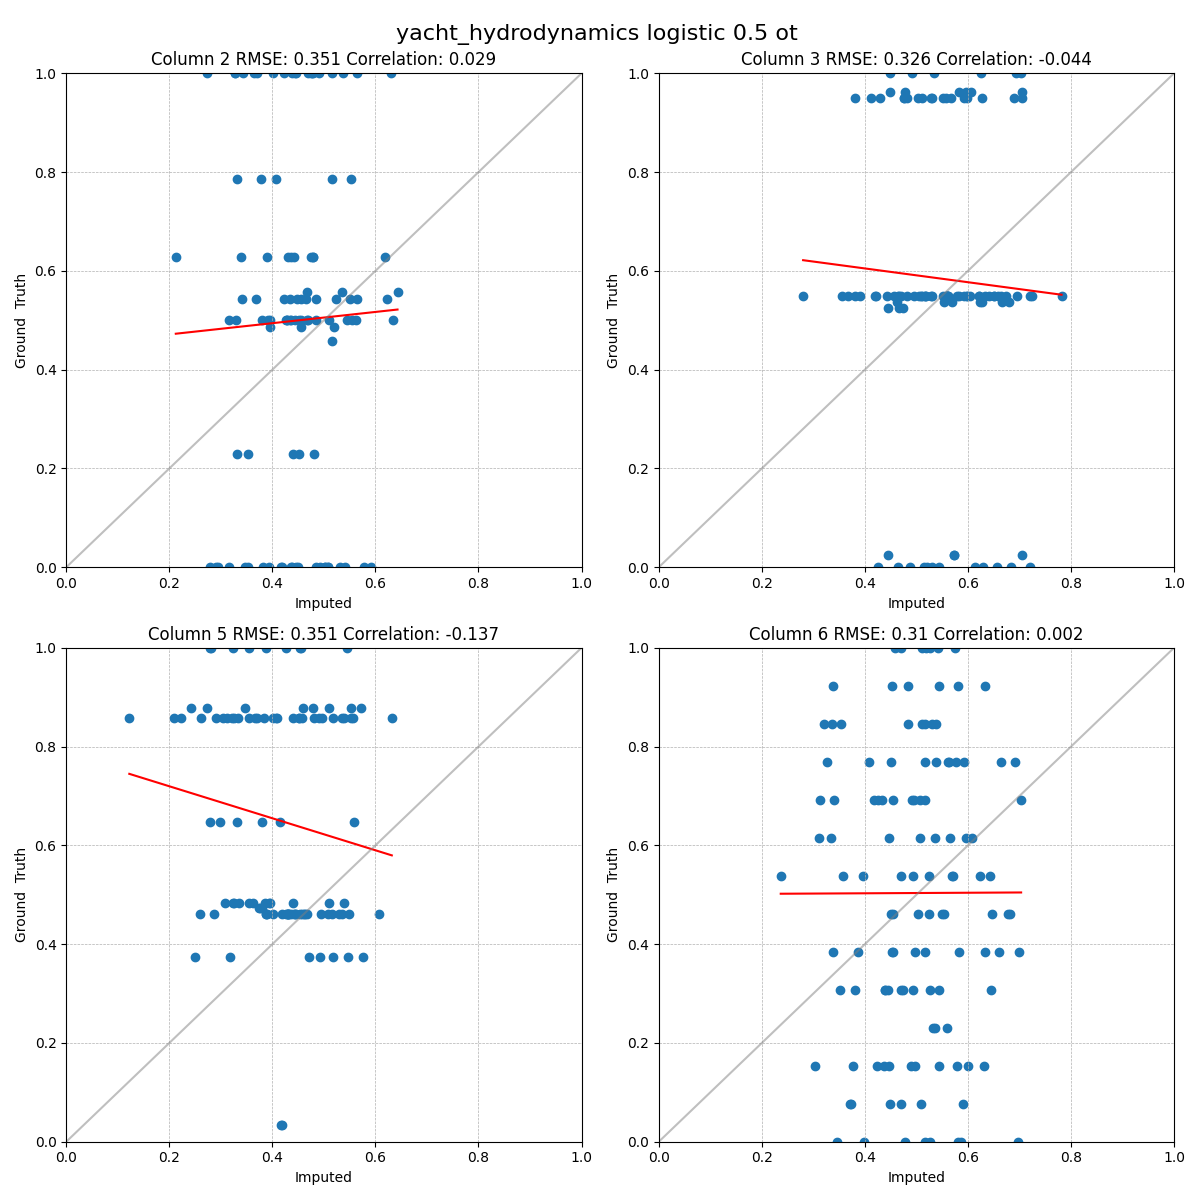 yacht_hydrodynamics logistic 0.5 ot
Column 2 RMSE: 0.351 Correlation: 0.029
1.0
0.8
0.6
0.4
0.2
0.0
Ground Truth
0.0 0.2 0.4 0.6 0.8 1.0
Imputed
Column 3 RMSE: 0.326 Correlation: -0.044
1.0
0.8
0.6
0.4
0.2
0.0
Ground Truth
0.0 0.2 0.4 0.6 0.8 1.0
Imputed
Column 5 RMSE: 0.351 Correlation: -0.137
1.0
0.8
0.6
0.4
0.2
0.0
Ground Truth
0.0 0.2 0.4 0.6 0.8 1.0
Imputed
Column 6 RMSE: 0.31 Correlation: 0.002
1.0
0.8
0.6
0.4
0.2
0.0
Ground Truth
0.0 0.2 0.4 0.6 0.8 1.0
Imputed